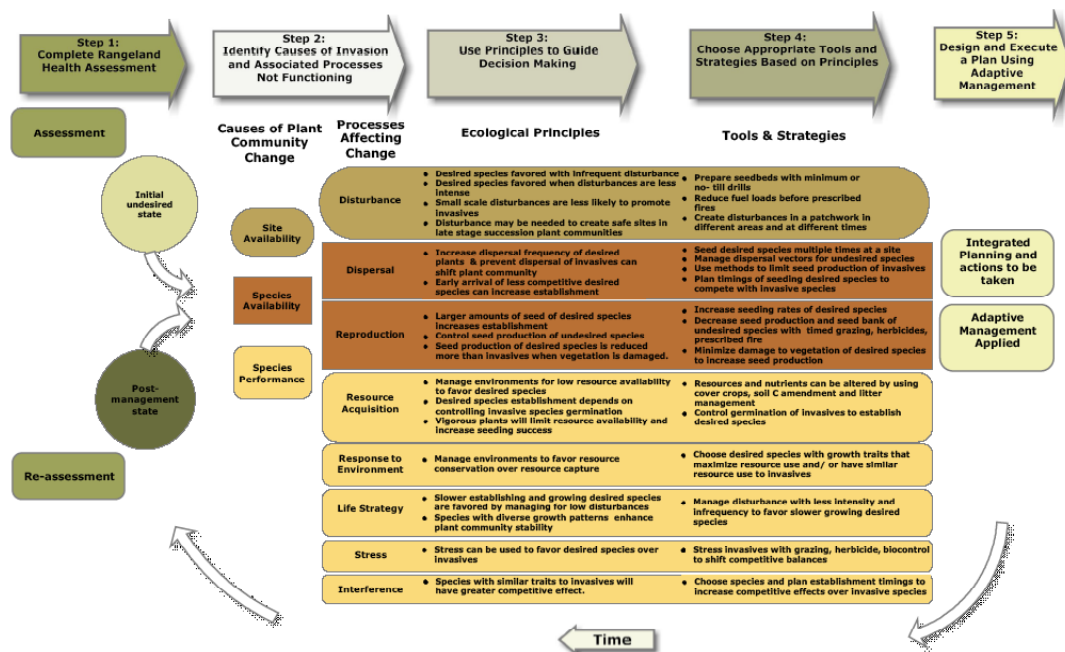 Step 1:
Complete Rangeland
Health Assessment
Step 2:
Identify Causes of Invasion
and Associated Processes
Not Functioning
Step 3:
Use Principles to Guide
Decision Making
Step 4:
Choose Appropriate Tools and
Strategies Based on Principles
Step 5:
Design and Execute
a Plan Using
Adaptive
Management
Assessment
Causes of Plant
Community
Change
Processes
Affecting
Change
Ecological Principles
Tools & Strategies
Initial
undesired
state
Post-
management
state
Re-assessment
Site
Availability
Species
Availability
Species
Performance
Disturbance
• Desired species favored with infrequent disturbance
• Desired species favored when disturbances are less
intense
• Small scale disturbances are less likely to promote
invasives
• Disturbance may be needed to create safe sites in
late stage succession plant communities
• Prepare seedbeds with minimum or
no- till drills
• Reduce fuel loads before prescribed
fires
• Create disturbances in a patchwork in
different areas and at different times
Dispersal
• Increase dispersal frequency of desired
plants & prevent dispersal of invasives can
shift plant community
• Early arrival of less competitive desired
species can increase establishment
• Seed desired species multiple times at a site
• Manage dispersal vectors for undesired species
• Use methods to limit seed production of invasives
• Plan timings of seeding desired species to
compete with invasive species
Reproduction
• Larger amounts of seed of desired species
increases establishment
• Control seed production of undesired species
• Seed production of desired species is reduced
more than invasives when vegetation is damaged.
• Increase seeding rates of desired species
• Decrease seed production and seed bank of
undesired species with timed grazing, herbicides,
prescribed fire
• Minimize damage to vegetation of desired species
to increase seed production
Resource
Acquisition
• Manage environments for low resource availability
to favor desired species
• Desired species establishment depends on
controlling invasive species germination
• Vigorous plants will limit resource availability and
increase seeding success
• Resources and nutrients can be altered by using
cover crops, soil C amendment and litter
management
• Control germination of invasives to establish
desired species
Response to
Environment
• Manage environments to favor resource
conservation over resource capture
• Choose desired species with growth traits that
maximize resource use and/ or have similar
resource use to invasives
Life Strategy
• Slower establishing and growing desired species
are favored by managing for low disturbances
• Species with diverse growth patterns enhance
plant community stability
• Manage disturbance with less intensity and
infrequency to favor slower growing desired
species
Stress
• Stress can be used to favor desired species over
invasives
• Stress invasives with grazing, herbicide, biocontrol
to shift competitive balances
Interference
• Species with similar traits to invasives will
have greater competitive effect.
• Choose species and plan establishment timings to
increase competitive effects over invasive species
Integrated
Planning and
actions to be
taken
Adaptive
Management
Applied
Time